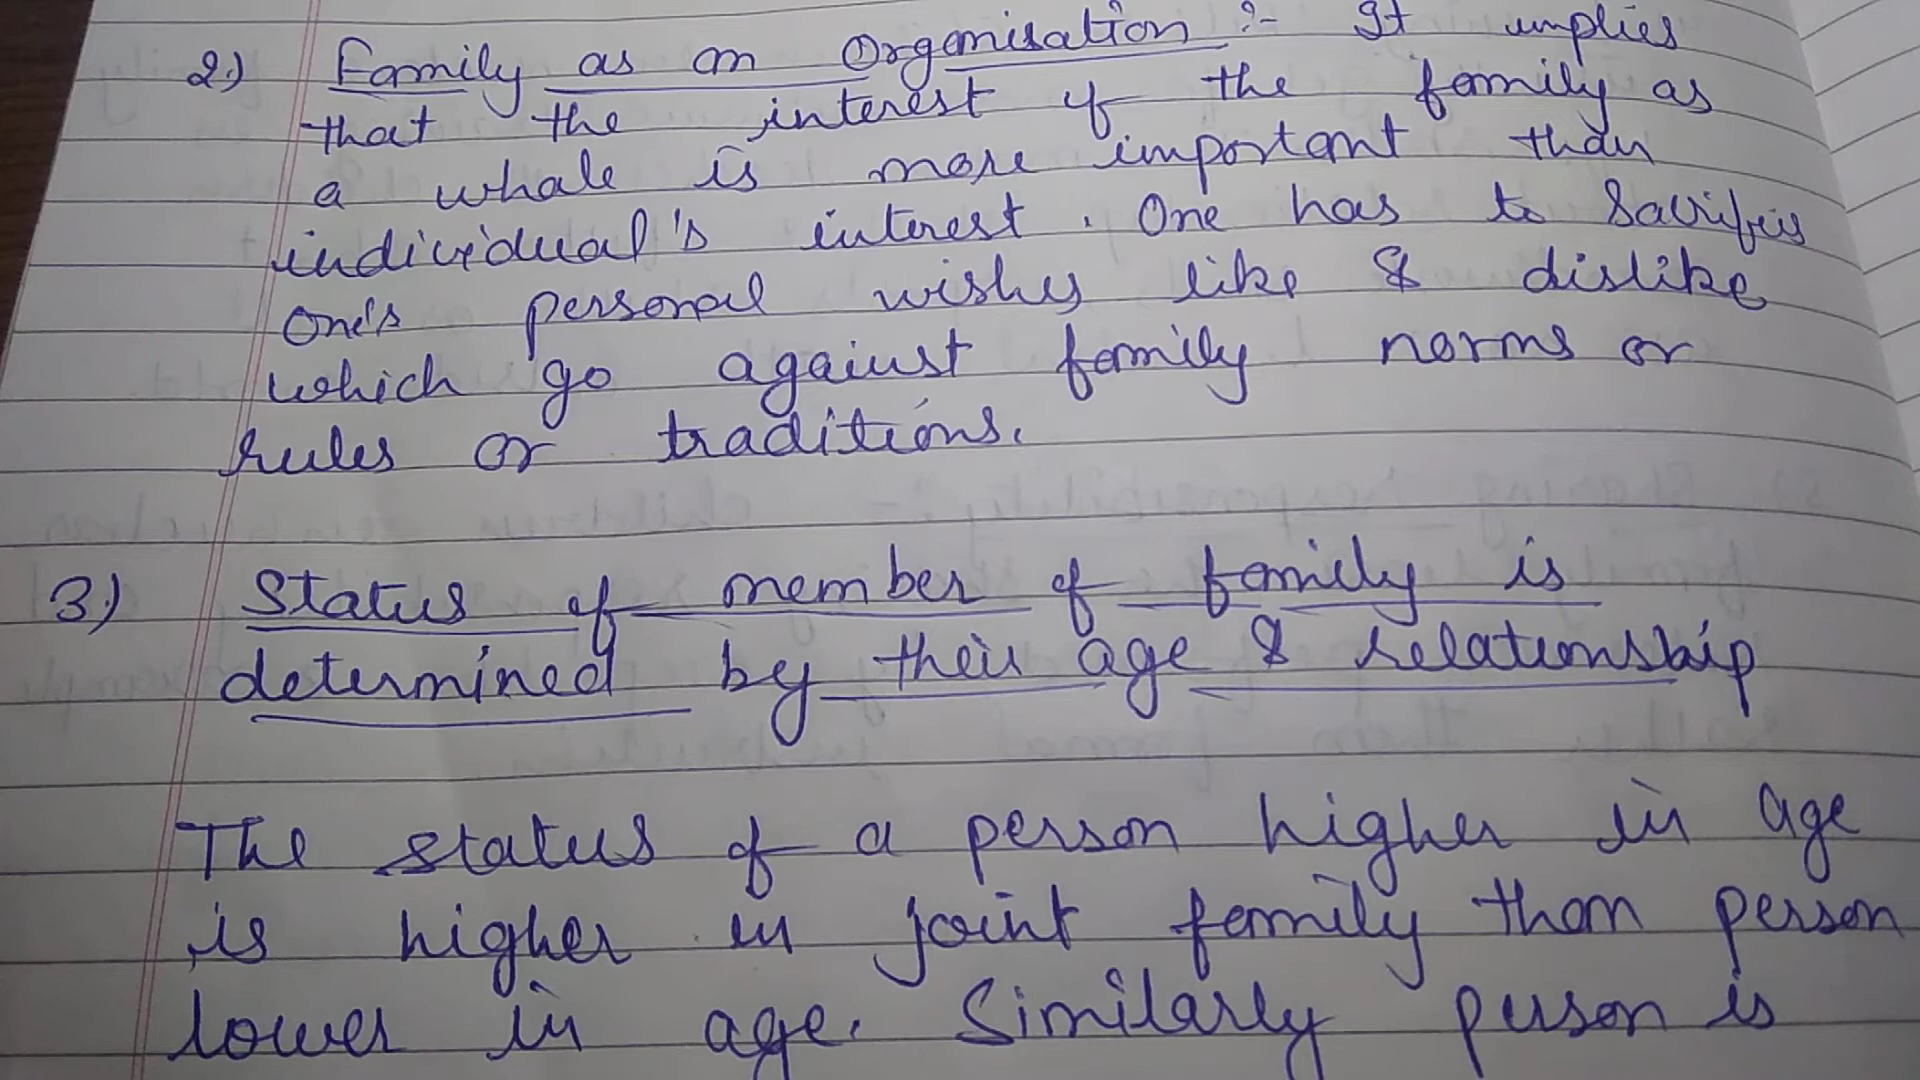 2.) Family as an Organisation :- It implies
that the interest of the family as
a whole is more important than
individual's interest. One has to
one's personal wishes like & dislike
which go against family norms or
rules or traditions.
3.) Status of member of family is
determined by their age & relationship
The status of a person higher in age
is higher in joint family than person
lower in age. Similarly person is